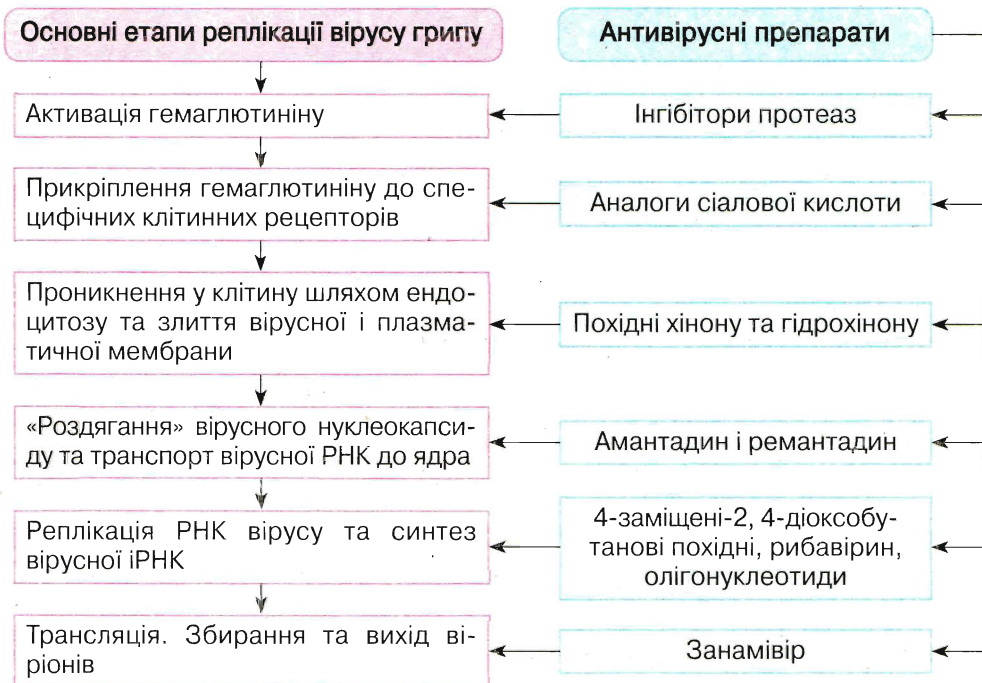 Основні етапи реплікації вірусу грипу
Антивірусні препарати
Активація гемаглютиніну
Інгібітори протеаз
Прикріплення гемаглютиніну до спе-
цифічних клітинних рецепторів
Аналоги сіалової кислоти
Проникнення у клітину шляхом ендо-
цитозу та злиття вірусної і плазма-
тичної мембрани
Похідні хінону та гідрохінону
«Роздягання» вірусного нуклеокапси-
ду та транспорт вірусної РНК до ядра
Амантадин і ремантадин
Реплікація РНК вірусу та синтез
вірусної іРНК
4-заміщені-2, 4-діоксобу-
танові похідні, рибавірин,
олігонуклеотиди
Трансляція. Збирання та вихід ві-
ріонів
Занамівір